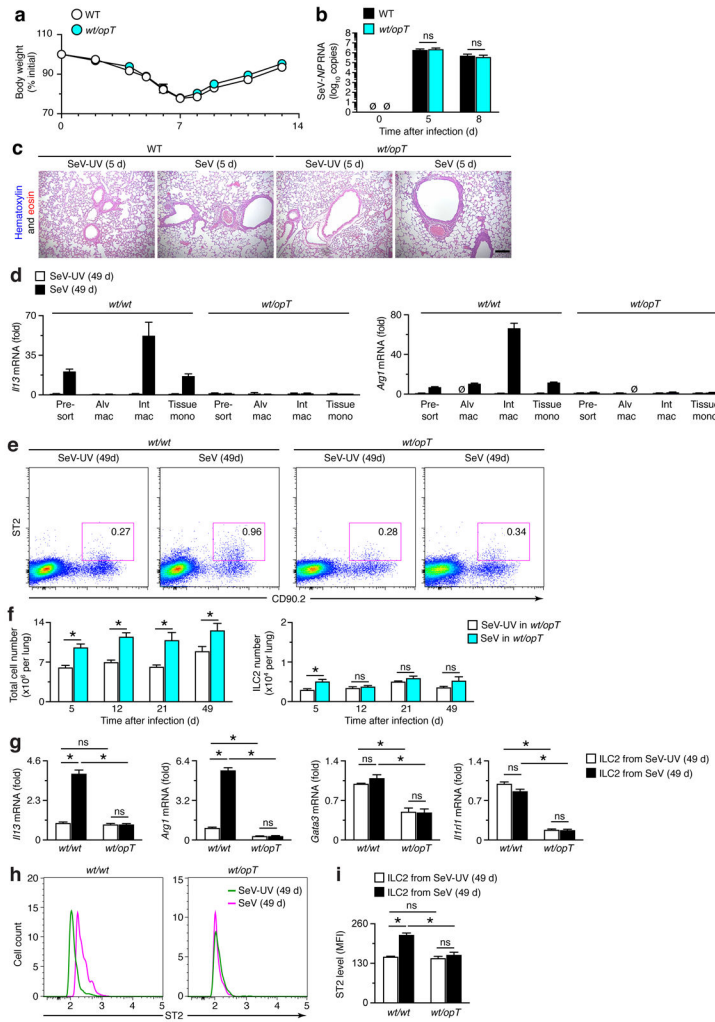 a
WT
wt/opT
Body weight
(% initial)
100
90
80
70
0
7
14
b
WT
wt/opT
SeV-NP RNA
(log10 copies)
8
7
6
5
4
3
2
1
0
ns
ns
ø ø
0
5
8
Time after infection (d)
c
WT
wt/opT
SeV-UV (5 d)
SeV (5 d)
SeV-UV (5 d)
SeV (5 d)
Hematoxylin
and eosin
d
SeV-UV (49 d)
SeV (49 d)
wt/wt
wt/opT
Il13 mRNA (fold)
70
35
0
Pre-sort
Alv mac
Int mac
Tissue mono
Pre-sort
Alv mac
Int mac
Tissue mono
wt/wt
wt/opT
Arg1 mRNA (fold)
80
40
0
ø
ø
Pre-sort
Alv mac
Int mac
Tissue mono
Pre-sort
Alv mac
Int mac
Tissue mono
e
wt/wt
wt/opT
SeV-UV (49d)
SeV (49d)
SeV-UV (49d)
SeV (49d)
ST2
0.27
0.96
0.28
0.34
CD90.2
f
SeV-UV in wt/opT
SeV in wt/opT
Total cell number
(x10⁶ per lung)
14
7
0
* * * *
5 12 21 49
Time after infection (d)
ILC2 number
(x10⁴ per lung)
2
1
0
* ns ns ns
5 12 21 49
Time after infection (d)
g
ILC2 from SeV-UV (49 d)
ILC2 from SeV (49 d)
Il13 mRNA (fold)
4.6
2.3
0
ns
* *
ns
wt/wt wt/opT
Arg1 mRNA (fold)
6.2
3.1
0
*
* *
ns
wt/wt wt/opT
Gata3 mRNA (fold)
2
1
0
*
ns *
ns
wt/wt wt/opT
Il1rl1 mRNA (fold)
1.4
0.7
0
*
ns *
ns
wt/wt wt/opT
h
wt/wt
wt/opT
SeV-UV (49 d)
SeV (49 d)
Cell count
20
15
10
5
0
2 3 4 5
20
15
10
5
0
2 3 4 5
ST2
i
ILC2 from SeV-UV (49 d)
ILC2 from SeV (49 d)
ST2 level (MFI)
260
130
0
ns
* *
ns
wt/wt wt/opT